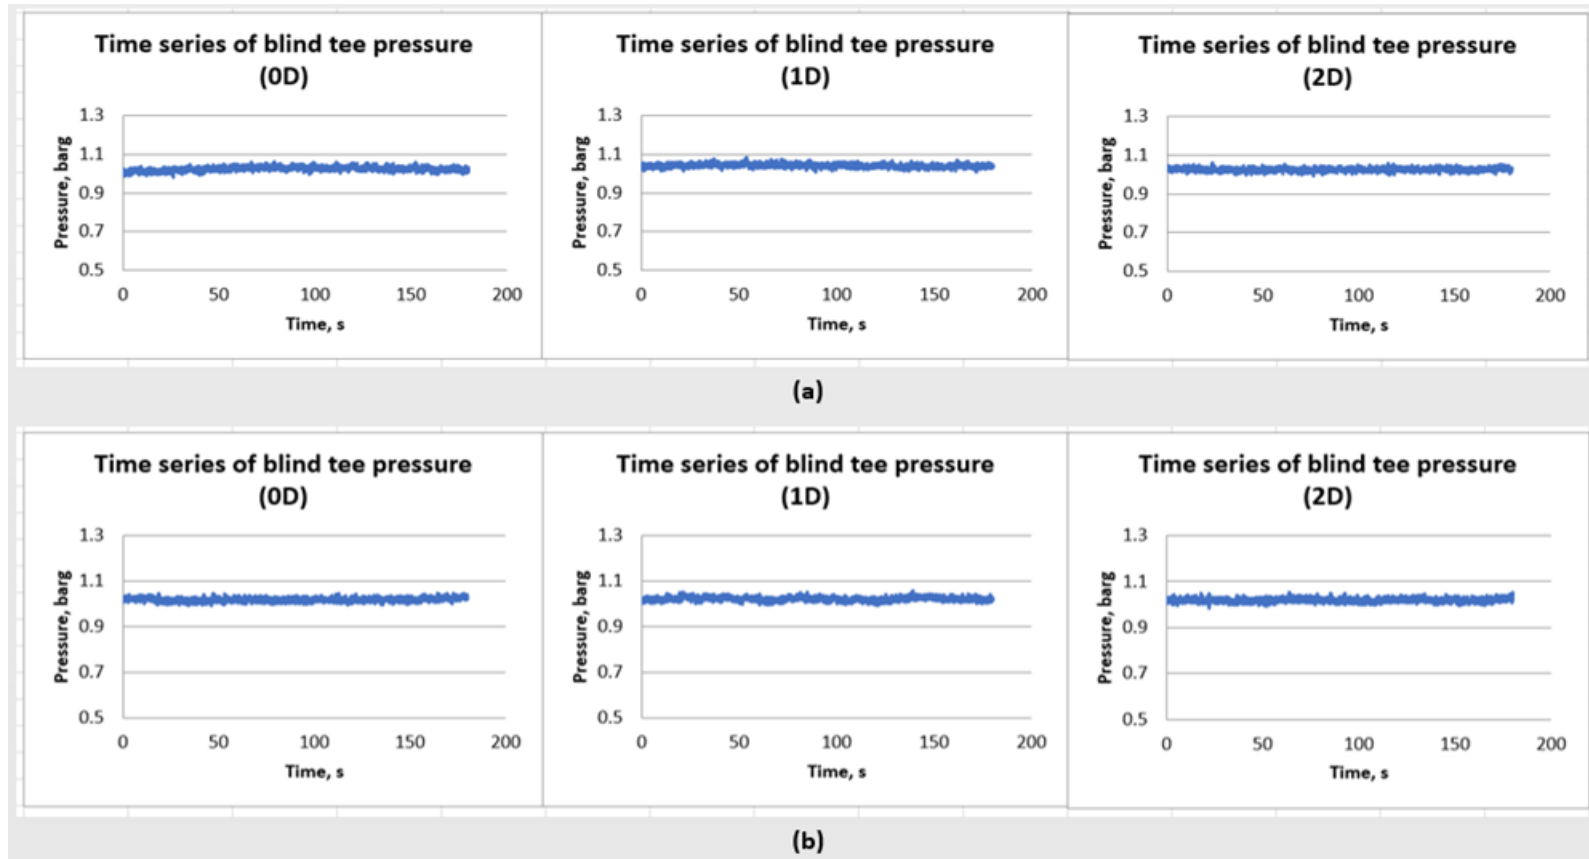 Time series of blind tee pressure
(0D)
1.3
1.1
0.9
0.7
0.5
Pressure, barg
0 50 100 150 200
Time, s
Time series of blind tee pressure
(1D)
1.3
1.1
0.9
0.7
0.5
Pressure, barg
0 50 100 150 200
Time, s
Time series of blind tee pressure
(2D)
1.3
1.1
0.9
0.7
0.5
Pressure, barg
0 50 100 150 200
Time, s
(a)
Time series of blind tee pressure
(0D)
1.3
1.1
0.9
0.7
0.5
Pressure, barg
0 50 100 150 200
Time, s
Time series of blind tee pressure
(1D)
1.3
1.1
0.9
0.7
0.5
Pressure, barg
0 50 100 150 200
Time, s
Time series of blind tee pressure
(2D)
1.3
1.1
0.9
0.7
0.5
Pressure, barg
0 50 100 150 200
Time, s
(b)